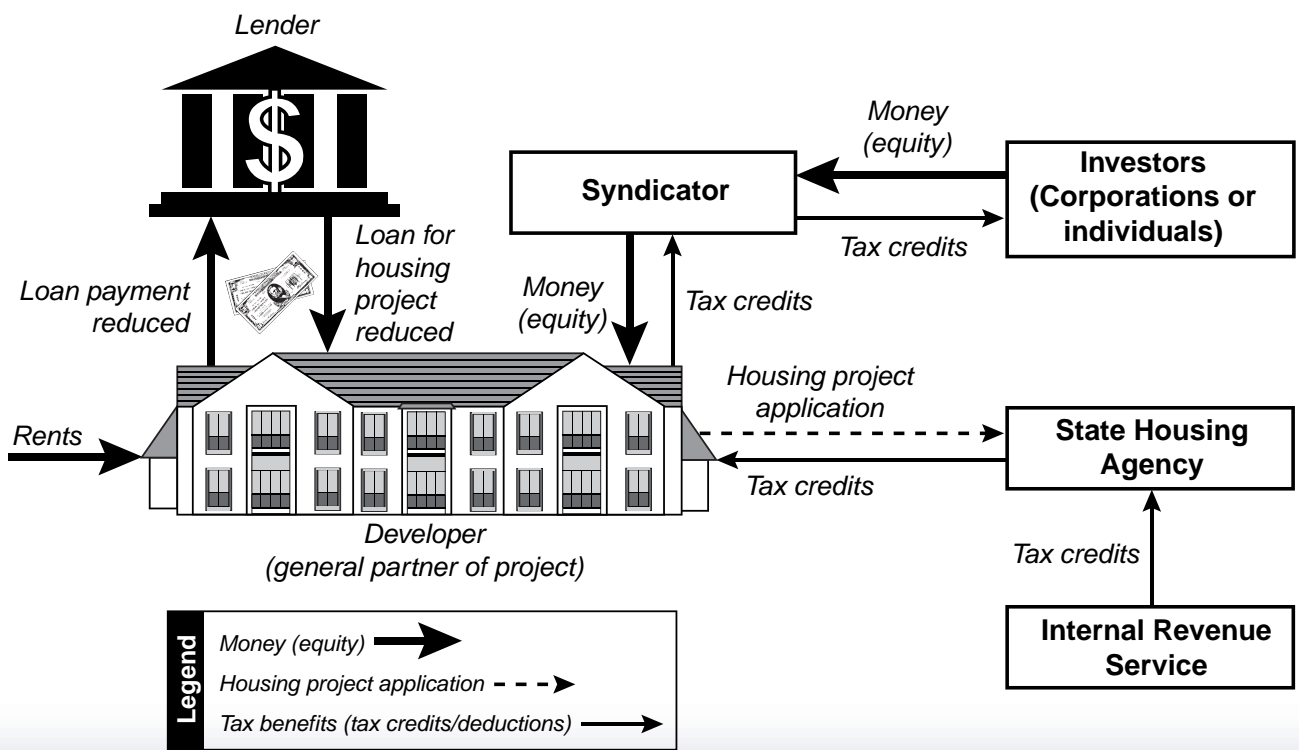 Lender
$
Money
(equity)
Investors
(Corporations or
individuals)
Syndicator
Tax credits
Loan for
housing
project
reduced
Loan payment
reduced
Money
(equity)
Tax credits
Housing project
application
Rents
State Housing
Agency
Tax credits
Developer
(general partner of project)
Tax credits
Internal Revenue
Service
Legend
Money (equity)
Housing project application
Tax benefits (tax credits/deductions)